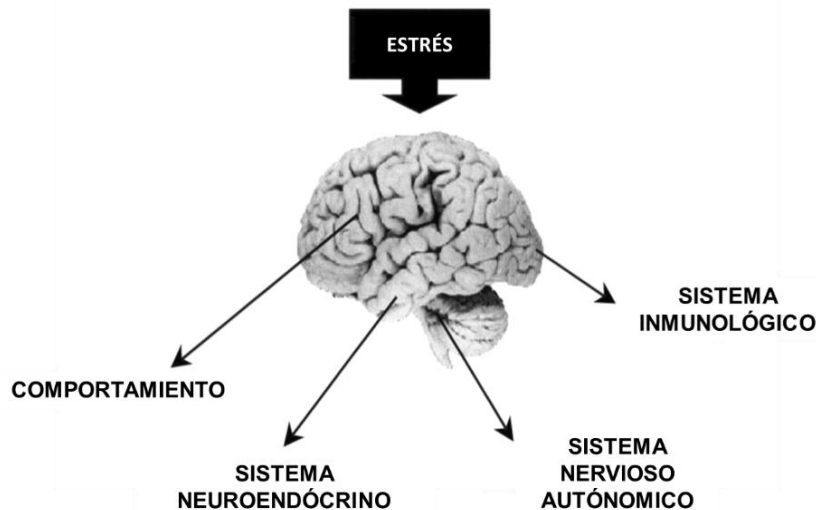 ESTRÉS
SISTEMA
INMUNOLÓGICO
COMPORTAMIENTO
SISTEMA
NEUROENDÓCRINO
SISTEMA
NERVIOSO
AUTÓNOMICO